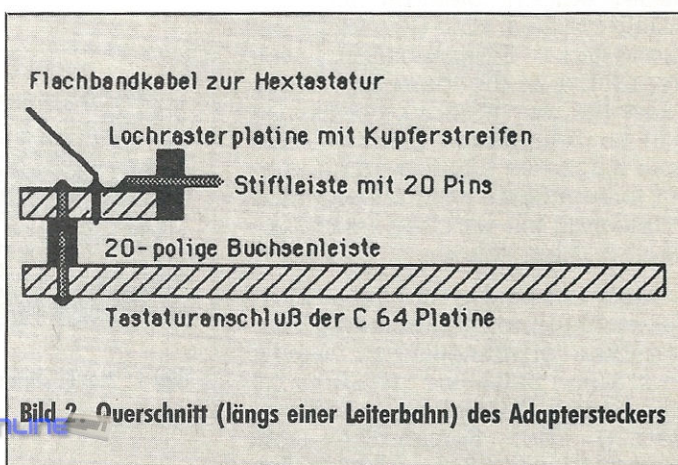 Flachbandkabel zur Hextastatur
Lochrasterplatine mit Kupferstreifen
Stiftleiste mit 20 Pins
20-polige Buchsenleiste
Tastaturanschluß der C 64 Platine
Bild 2. Querschnitt (längs einer Leiterbahn) des Adaptersteckers
NLINE